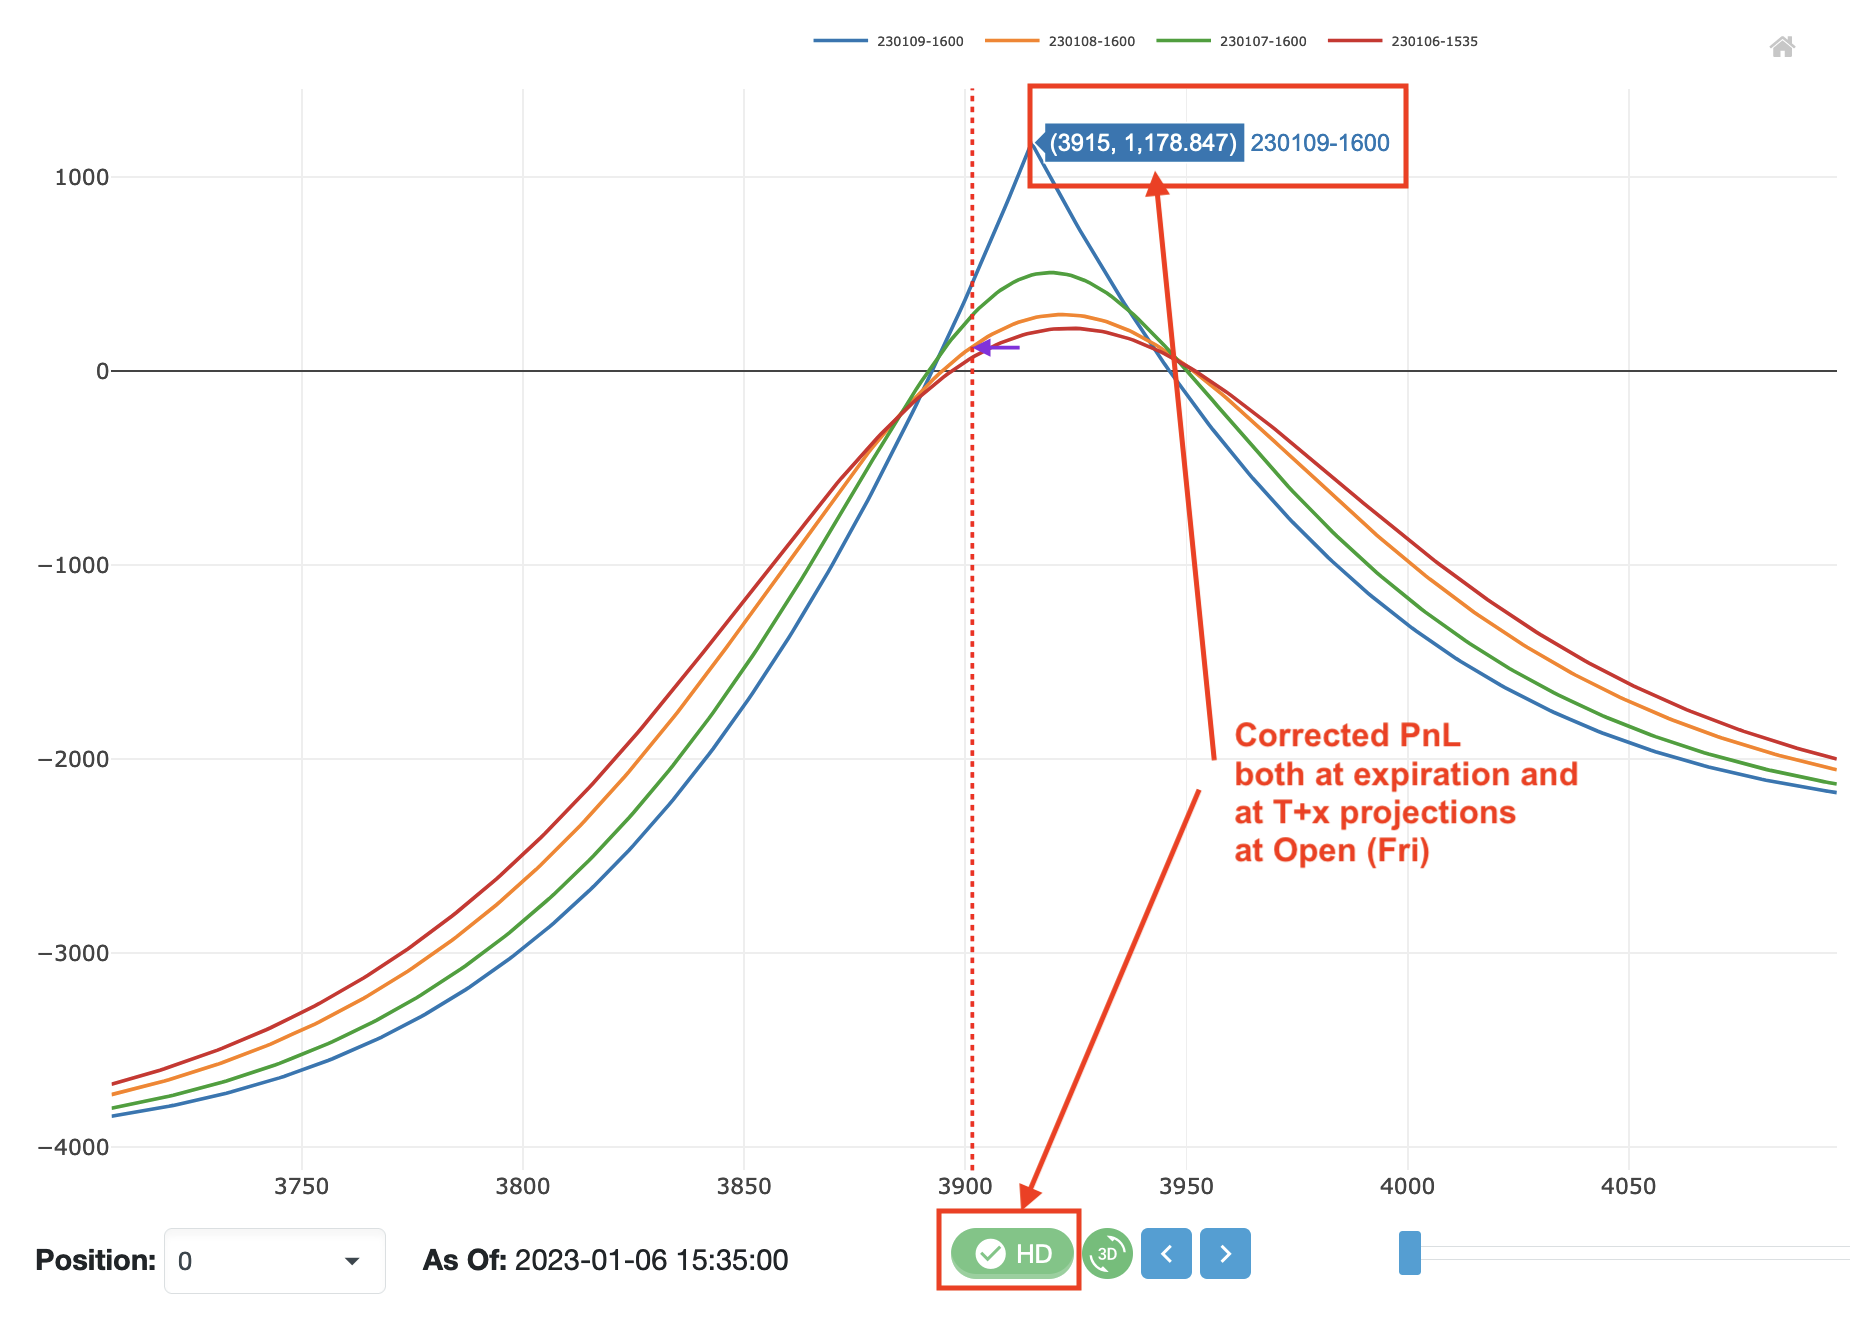 230109-1600 230108-1600 230107-1600 230106-1535
(3915, 1,178.847) 230109-1600
1000
0
−1000
−2000
−3000
−4000
Corrected PnL
both at expiration and
at T+x projections
at Open (Fri)
3750 3800 3850 3900 3950 4000 4050
Position: 0 As Of: 2023-01-06 15:35:00 HD 3D